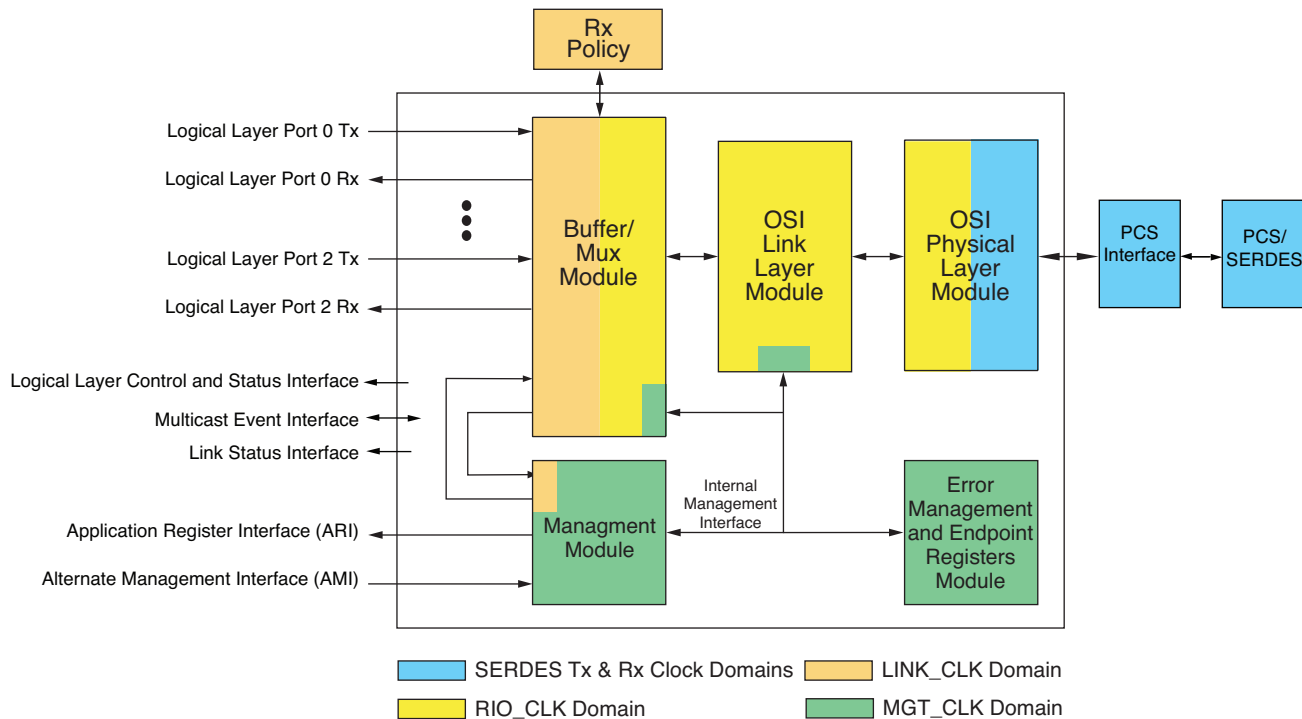 Rx
Policy
Logical Layer Port 0 Tx
Logical Layer Port 0 Rx
Logical Layer Port 2 Tx
Logical Layer Port 2 Rx
Logical Layer Control and Status Interface
Multicast Event Interface
Link Status Interface
Application Register Interface (ARI)
Alternate Management Interface (AMI)
Buffer/
Mux
Module
OSI
Link
Layer
Module
OSI
Physical
Layer
Module
PCS
Interface
PCS/
SERDES
Managment
Module
Internal
Management
Interface
Error
Management
and Endpoint
Registers
Module
SERDES Tx & Rx Clock Domains
LINK_CLK Domain
RIO_CLK Domain
MGT_CLK Domain